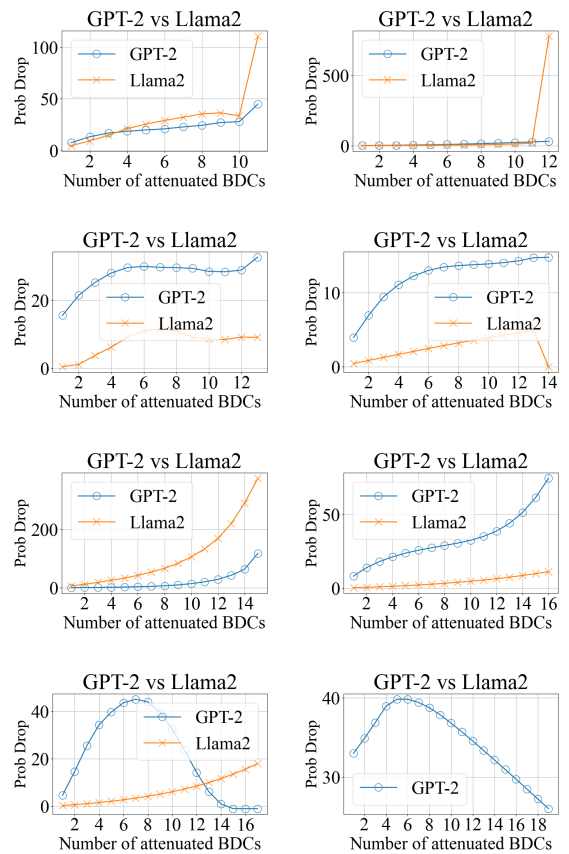 GPT-2 vs Llama2
Prob Drop
100
50
0
GPT-2
Llama2
2 4 6 8 10
Number of attenuated BDCs
GPT-2 vs Llama2
Prob Drop
500
0
GPT-2
Llama2
2 4 6 8 10 12
Number of attenuated BDCs
GPT-2 vs Llama2
Prob Drop
20
0
GPT-2
Llama2
2 4 6 8 10 12
Number of attenuated BDCs
GPT-2 vs Llama2
Prob Drop
10
0
GPT-2
Llama2
2 4 6 8 10 12 14
Number of attenuated BDCs
GPT-2 vs Llama2
Prob Drop
200
0
GPT-2
Llama2
2 4 6 8 10 12 14
Number of attenuated BDCs
GPT-2 vs Llama2
Prob Drop
50
0
GPT-2
Llama2
2 4 6 8 10 12 14 16
Number of attenuated BDCs
GPT-2 vs Llama2
Prob Drop
40
20
0
GPT-2
Llama2
2 4 6 8 10 12 14 16
Number of attenuated BDCs
GPT-2 vs Llama2
Prob Drop
40
30
GPT-2
2 4 6 8 10 12 14 16 18
Number of attenuated BDCs